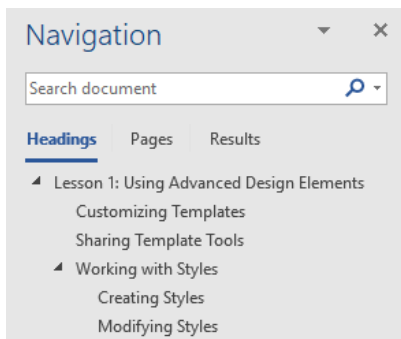 Navigation
Search document
Headings Pages Results
Lesson 1: Using Advanced Design Elements
Customizing Templates
Sharing Template Tools
Working with Styles
Creating Styles
Modifying Styles